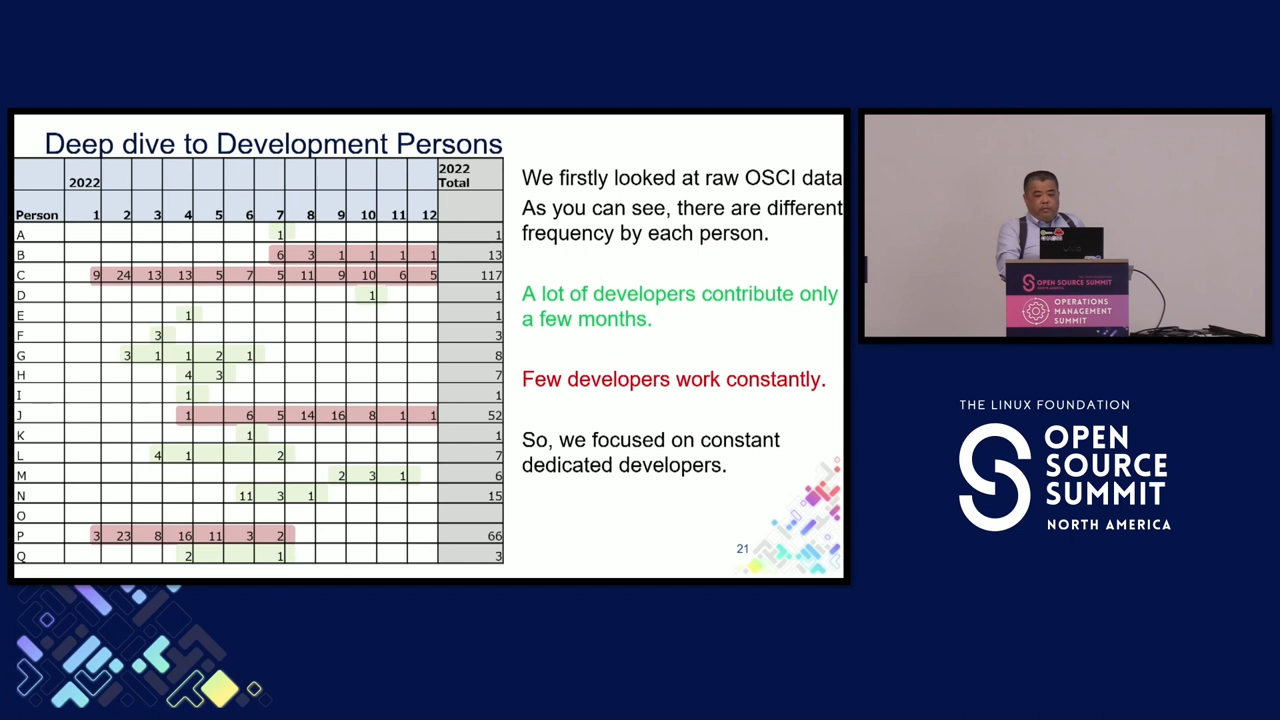 Deep dive to Development Persons
2022 2022 Total
Person 1 2 3 4 5 6 7 8 9 10 11 12
A 1 1
B 6 3 1 1 1 1 13
C 9 24 13 13 5 7 5 11 9 10 6 5 117
D 1 1
E 1 1
F 3 3
G 3 1 1 2 1 8
H 4 3 7
I 1 1
J 1 6 5 14 16 8 1 1 52
K 1 1
L 4 1 2 7
M 2 3 1 6
N 11 3 1 15
O
P 3 23 8 16 11 3 2 66
Q 2 1 3
We firstly looked at raw OSCI data
As you can see, there are different
frequency by each person.
A lot of developers contribute only
a few months.
Few developers work constantly.
So, we focused on constant
dedicated developers.
21
OPEN SOURCE SUMMIT
NORTH AMERICA
OPERATIONS
MANAGEMENT
SUMMIT
THE LINUX FOUNDATION
OPEN
SOURCE
SUMMIT
NORTH AMERICA